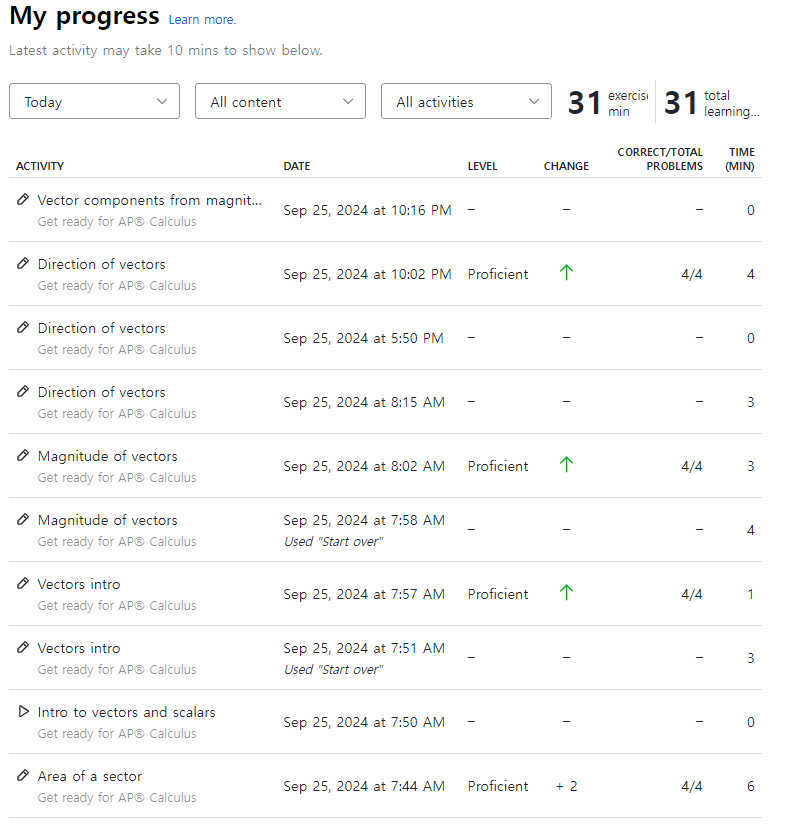 My progress Learn more.
Latest activity may take 10 mins to show below.
Today All content All activities 31 exercise min 31 total learning...
ACTIVITY DATE LEVEL CHANGE CORRECT/TOTAL PROBLEMS TIME (MIN)
Vector components from magnit... Sep 25, 2024 at 10:16 PM – – – 0
Get ready for AP® Calculus
Direction of vectors Sep 25, 2024 at 10:02 PM Proficient ↑ 4/4 4
Get ready for AP® Calculus
Direction of vectors Sep 25, 2024 at 5:50 PM – – – 0
Get ready for AP® Calculus
Direction of vectors Sep 25, 2024 at 8:15 AM – – – 3
Get ready for AP® Calculus
Magnitude of vectors Sep 25, 2024 at 8:02 AM Proficient ↑ 4/4 3
Get ready for AP® Calculus
Magnitude of vectors Sep 25, 2024 at 7:58 AM – – – 4
Get ready for AP® Calculus Used "Start over"
Vectors intro Sep 25, 2024 at 7:57 AM Proficient ↑ 4/4 1
Get ready for AP® Calculus
Vectors intro Sep 25, 2024 at 7:51 AM – – – 3
Get ready for AP® Calculus Used "Start over"
Intro to vectors and scalars Sep 25, 2024 at 7:50 AM – – – 0
Get ready for AP® Calculus
Area of a sector Sep 25, 2024 at 7:44 AM Proficient + 2 4/4 6
Get ready for AP® Calculus